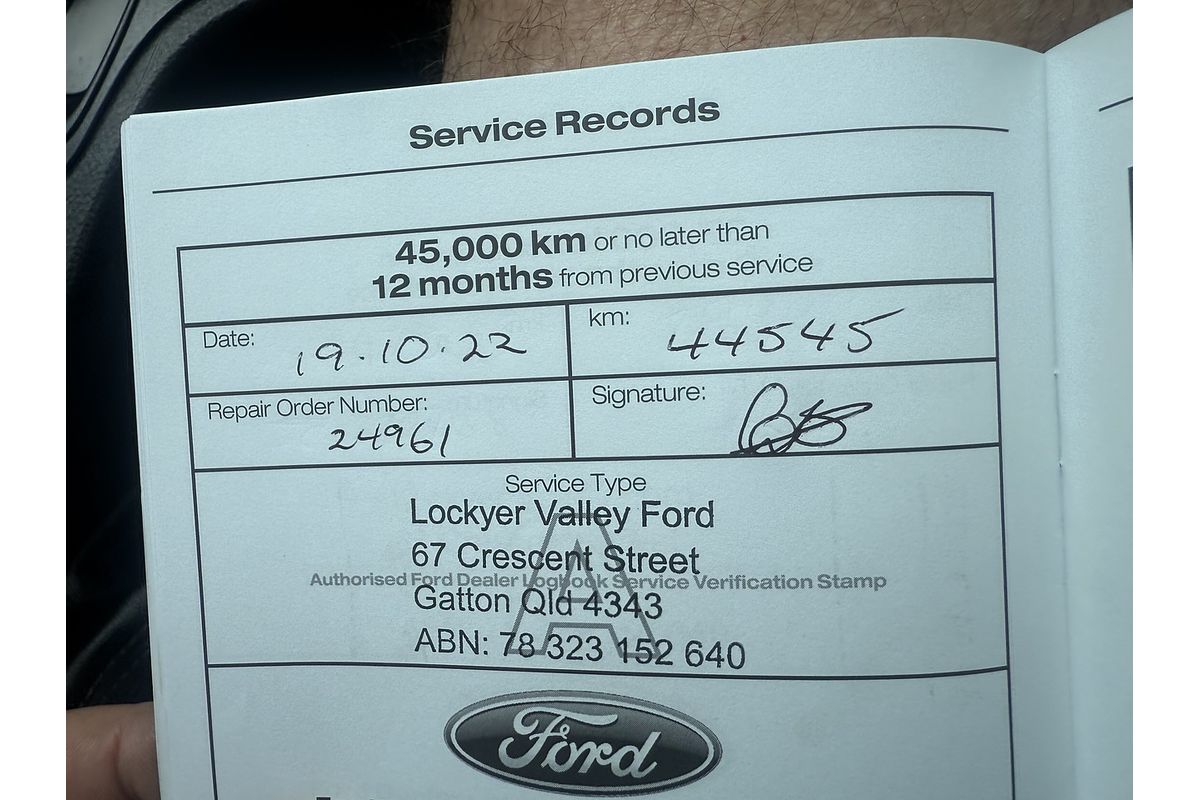 Service Records
45,000 km or no later than
12 months from previous service
Date: 19.10.22
km: 44545
Repair Order Number: 24961
Signature:
Service Type
Lockyer Valley Ford
67 Crescent Street
Authorised Ford Dealer Logbook Service Verification Stamp
A
Gatton Qld 4343
ABN: 78 323 152 640
Ford